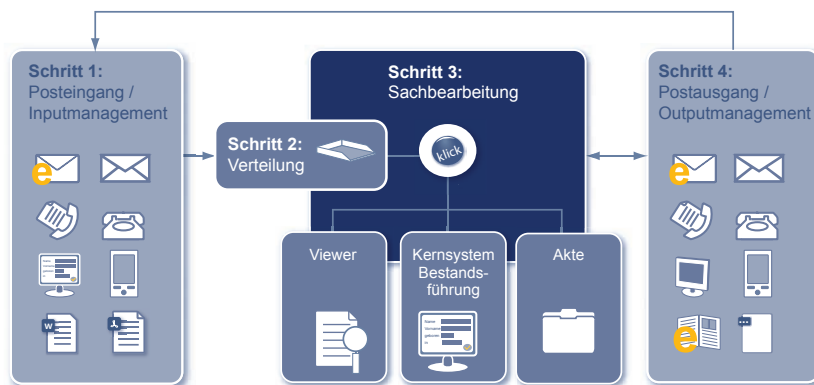 Schritt 1:
Posteingang /
Inputmanagement
Schritt 2:
Verteilung
Schritt 3:
Sachbearbeitung
klick
Viewer
Kernsystem
Bestands-
führung
Akte
Schritt 4:
Postausgang /
Outputmanagement
e
W
e
e